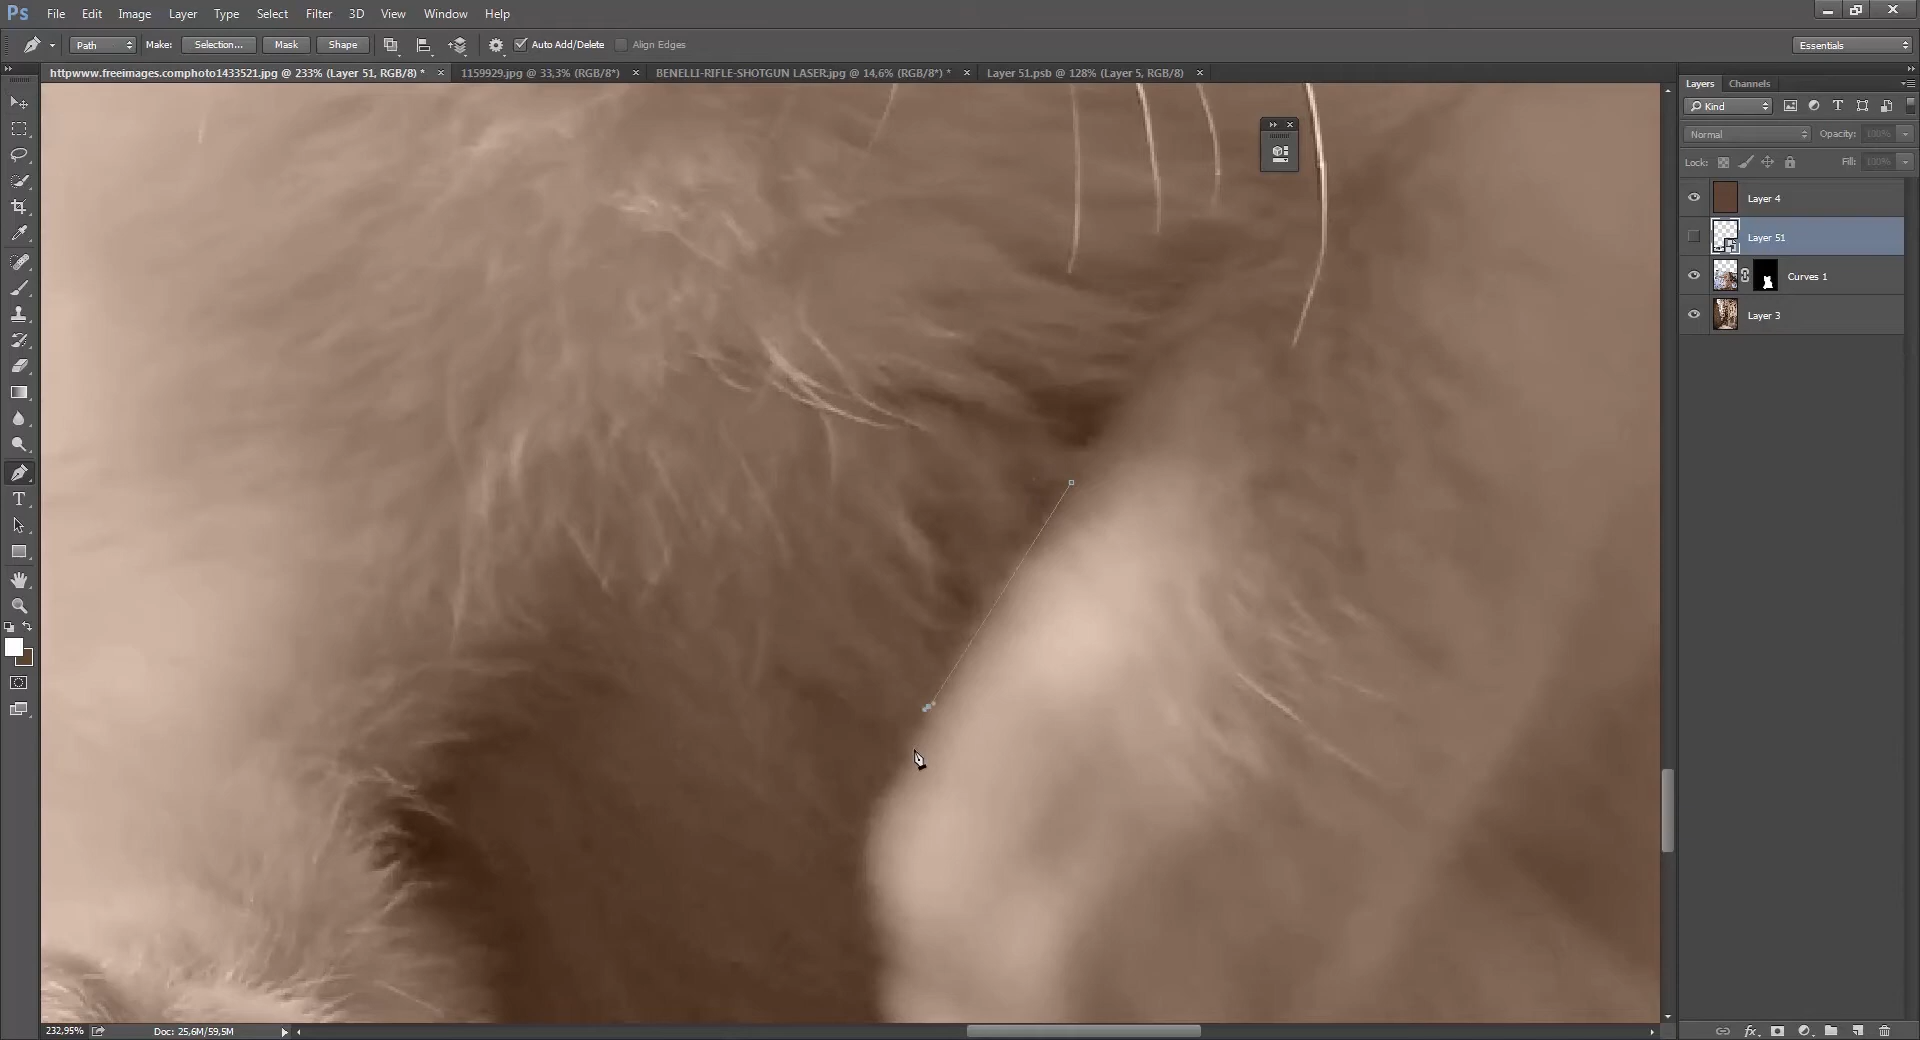 Ps File Edit Image Layer Type Select Filter 3D View Window Help
Path Make: Selection... Mask Shape Auto Add/Delete Align Edges Essentials
httpwww.freeimages.comphoto1433521.jpg @ 233% (Layer 51, RGB/8) * 1159929.jpg @ 33,3% (RGB/8*) BENELLI-RIFLE-SHOTGUN LASER.jpg @ 14,6% (RGB/8*) * Layer 51.psb @ 128% (Layer 5, RGB/8)
Layers Channels
Kind
Normal Opacity: 100%
Lock: Fill: 100%
Layer 4
Layer 51
Curves 1
Layer 3
232,95% Doc: 25,6M/59,5M